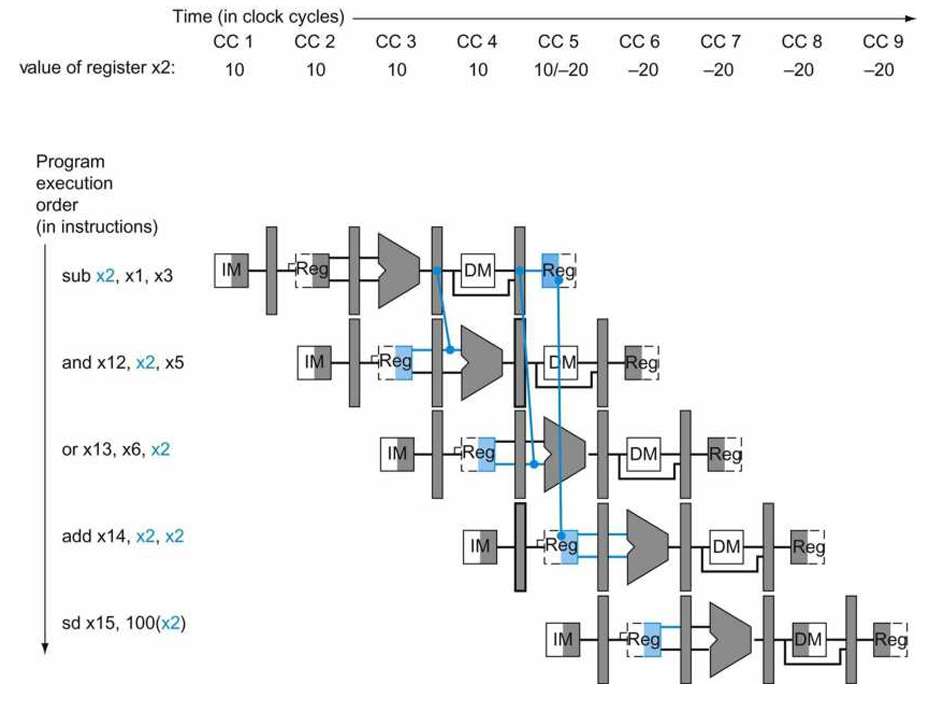 Time (in clock cycles)
CC 1 CC 2 CC 3 CC 4 CC 5 CC 6 CC 7 CC 8 CC 9
value of register x2: 10 10 10 10 10/–20 –20 –20 –20 –20
Program
execution
order
(in instructions)
sub x2, x1, x3
IM Reg DM Reg
and x12, x2, x5
IM Reg DM Reg
or x13, x6, x2
IM Reg DM Reg
add x14, x2, x2
IM Reg DM Reg
sd x15, 100(x2)
IM Reg DM Reg